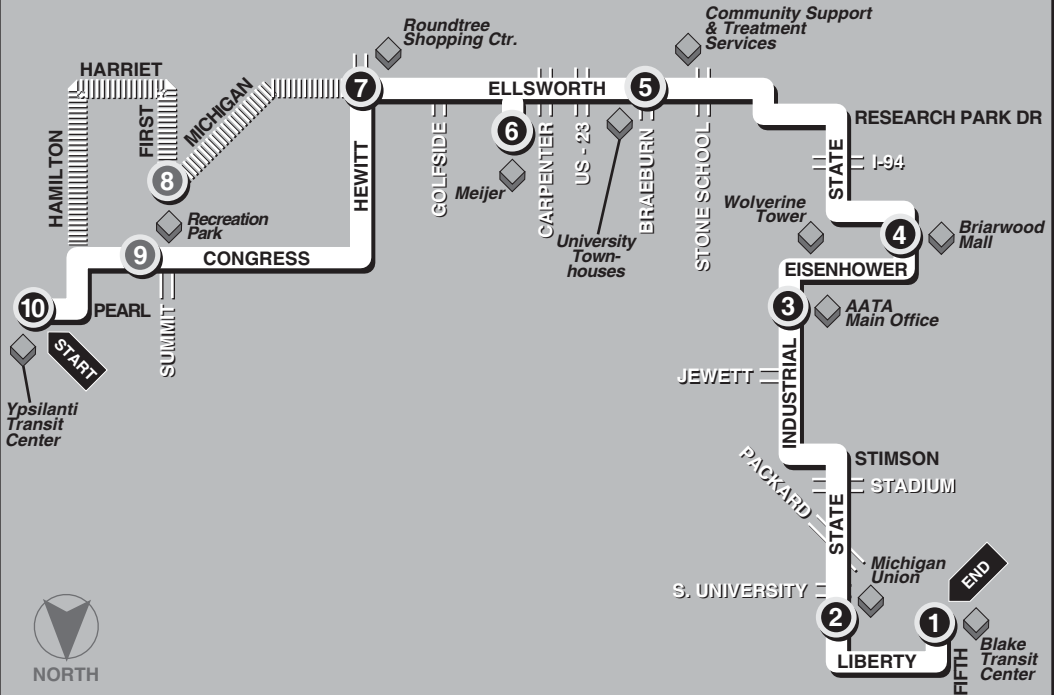 Roundtree
Shopping Ctr.
Community Support
& Treatment
Services
HARRIET
7
ELLSWORTH
5
FIRST
MICHIGAN
RESEARCH PARK DR
6
HAMILTON
8
HEWITT
GOLFSIDE
Meijer
CARPENTER
US - 23
BRAEBURN
STONE SCHOOL
STATE
I-94
University
Town-
houses
Wolverine
Tower
4
Briarwood
Mall
Recreation
Park
9
CONGRESS
EISENHOWER
10
PEARL
SUMMIT
START
3
AATA
Main Office
Ypsilanti
Transit
Center
JEWETT
INDUSTRIAL
STIMSON
PACKARD
STADIUM
STATE
Michigan
Union
END
S. UNIVERSITY
2
1
LIBERTY
FIFTH
Blake
Transit
Center
NORTH